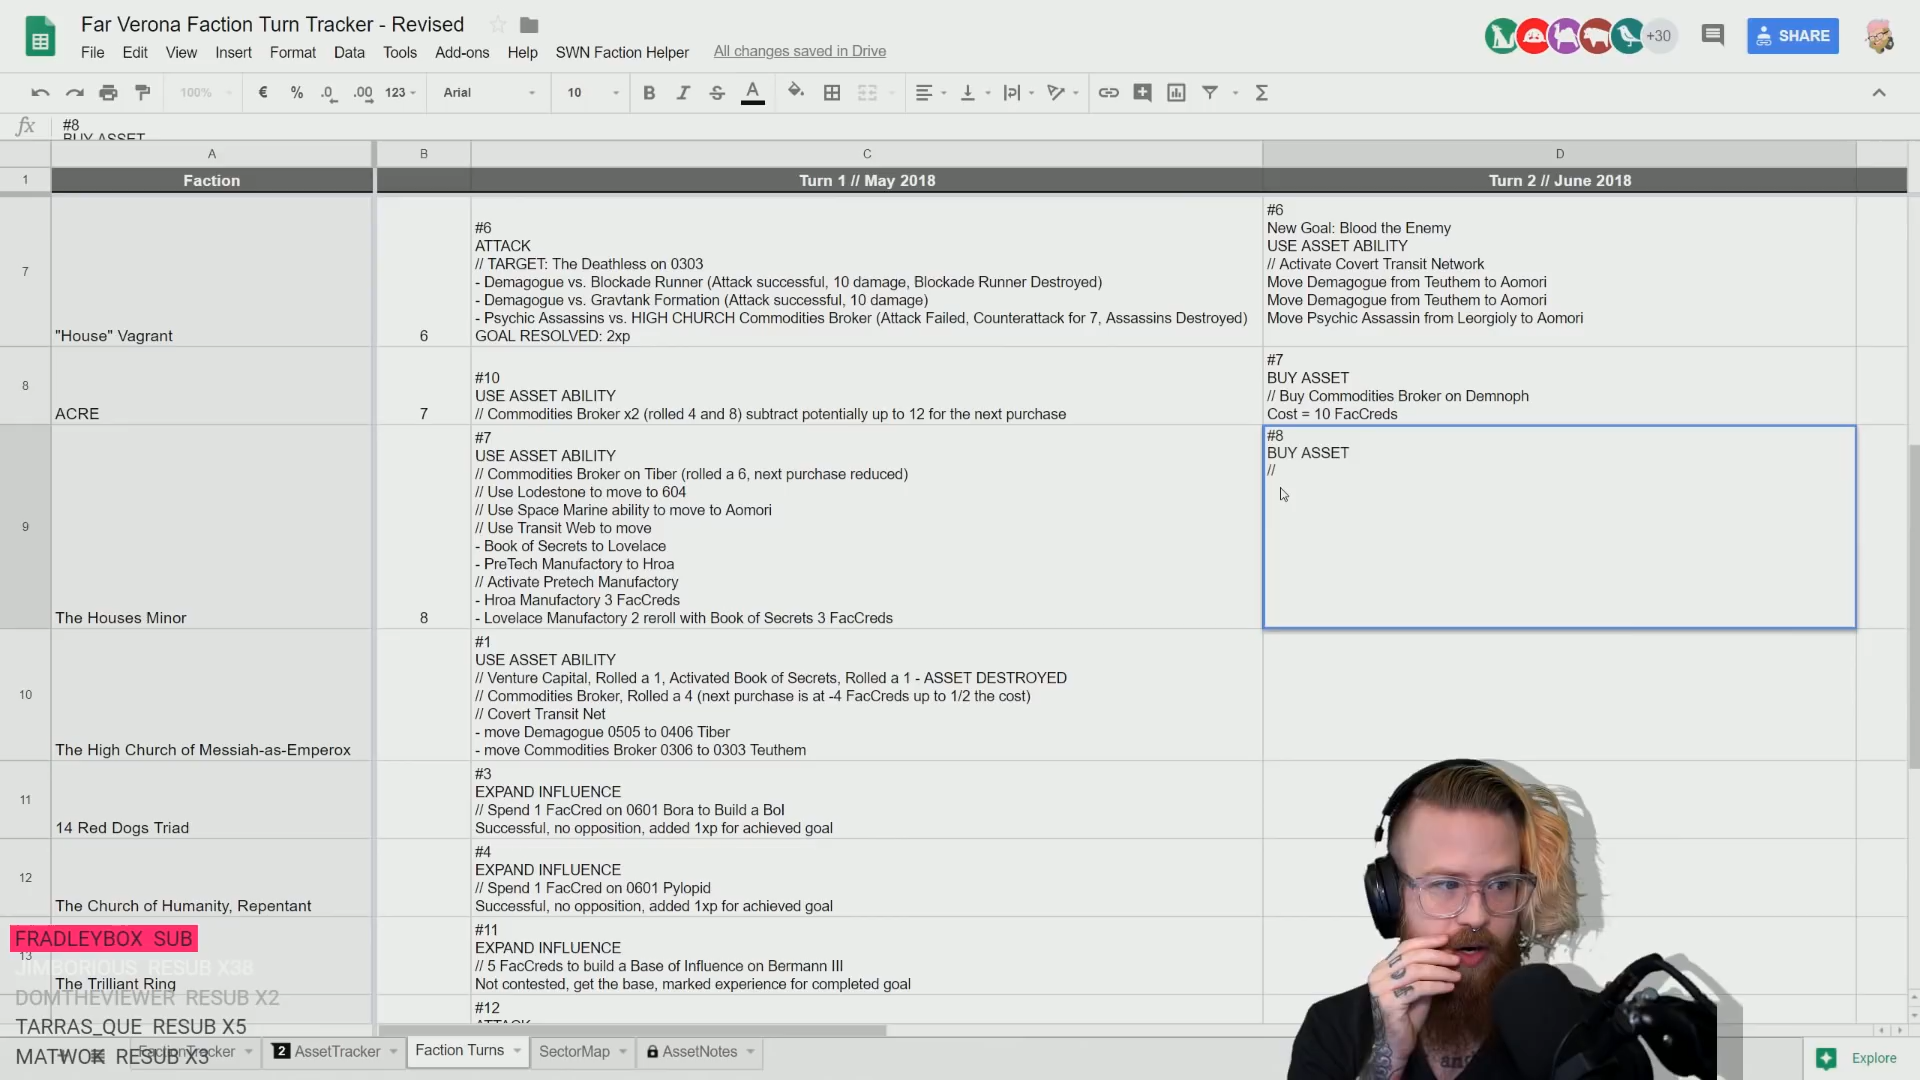 Far Verona Faction Turn Tracker - Revised
File Edit View Insert Format Data Tools Add-ons Help SWN Faction Helper All changes saved in Drive
+30
SHARE
100% € % .0 .00 123 Arial 10 B I S A Σ
fx #8
BUY ASSET
A B C D
1 Faction Turn 1 // May 2018 Turn 2 // June 2018
7
"House" Vagrant
6
#6
ATTACK
// TARGET: The Deathless on 0303
- Demagogue vs. Blockade Runner (Attack successful, 10 damage, Blockade Runner Destroyed)
- Demagogue vs. Gravtank Formation (Attack successful, 10 damage)
- Psychic Assassins vs. HIGH CHURCH Commodities Broker (Attack Failed, Counterattack for 7, Assassins Destroyed)
GOAL RESOLVED: 2xp
#6
New Goal: Blood the Enemy
USE ASSET ABILITY
// Activate Covert Transit Network
Move Demagogue from Teuthem to Aomori
Move Demagogue from Teuthem to Aomori
Move Psychic Assassin from Leorgioly to Aomori
8
ACRE
7
#10
USE ASSET ABILITY
// Commodities Broker x2 (rolled 4 and 8) subtract potentially up to 12 for the next purchase
#7
BUY ASSET
// Buy Commodities Broker on Demnoph
Cost = 10 FacCreds
9
The Houses Minor
8
#7
USE ASSET ABILITY
// Commodities Broker on Tiber (rolled a 6, next purchase reduced)
// Use Lodestone to move to 604
// Use Space Marine ability to move to Aomori
// Use Transit Web to move
- Book of Secrets to Lovelace
- PreTech Manufactory to Hroa
// Activate Pretech Manufactory
- Hroa Manufactory 3 FacCreds
- Lovelace Manufactory 2 reroll with Book of Secrets 3 FacCreds
#8
BUY ASSET
//
10
The High Church of Messiah-as-Emperox
#1
USE ASSET ABILITY
// Venture Capital, Rolled a 1, Activated Book of Secrets, Rolled a 1 - ASSET DESTROYED
// Commodities Broker, Rolled a 4 (next purchase is at -4 FacCreds up to 1/2 the cost)
// Covert Transit Net
- move Demagogue 0505 to 0406 Tiber
- move Commodities Broker 0306 to 0303 Teuthem
11
14 Red Dogs Triad
#3
EXPAND INFLUENCE
// Spend 1 FacCred on 0601 Bora to Build a BoI
Successful, no opposition, added 1xp for achieved goal
12
The Church of Humanity, Repentant
#4
EXPAND INFLUENCE
// Spend 1 FacCred on 0601 Pylopid
Successful, no opposition, added 1xp for achieved goal
13
The Trilliant Ring
#11
EXPAND INFLUENCE
// 5 FacCreds to build a Base of Influence on Bermann III
Not contested, get the base, marked experience for completed goal
#12
ATTACK
FRADLEYBOX SUB
JIMBORIOUS RESUB X38
DOMTHEVIEWER RESUB X2
TARRAS_QUE RESUB X5
MATWOK RESUB X3
FactionTracker 2 AssetTracker Faction Turns SectorMap AssetNotes Explore